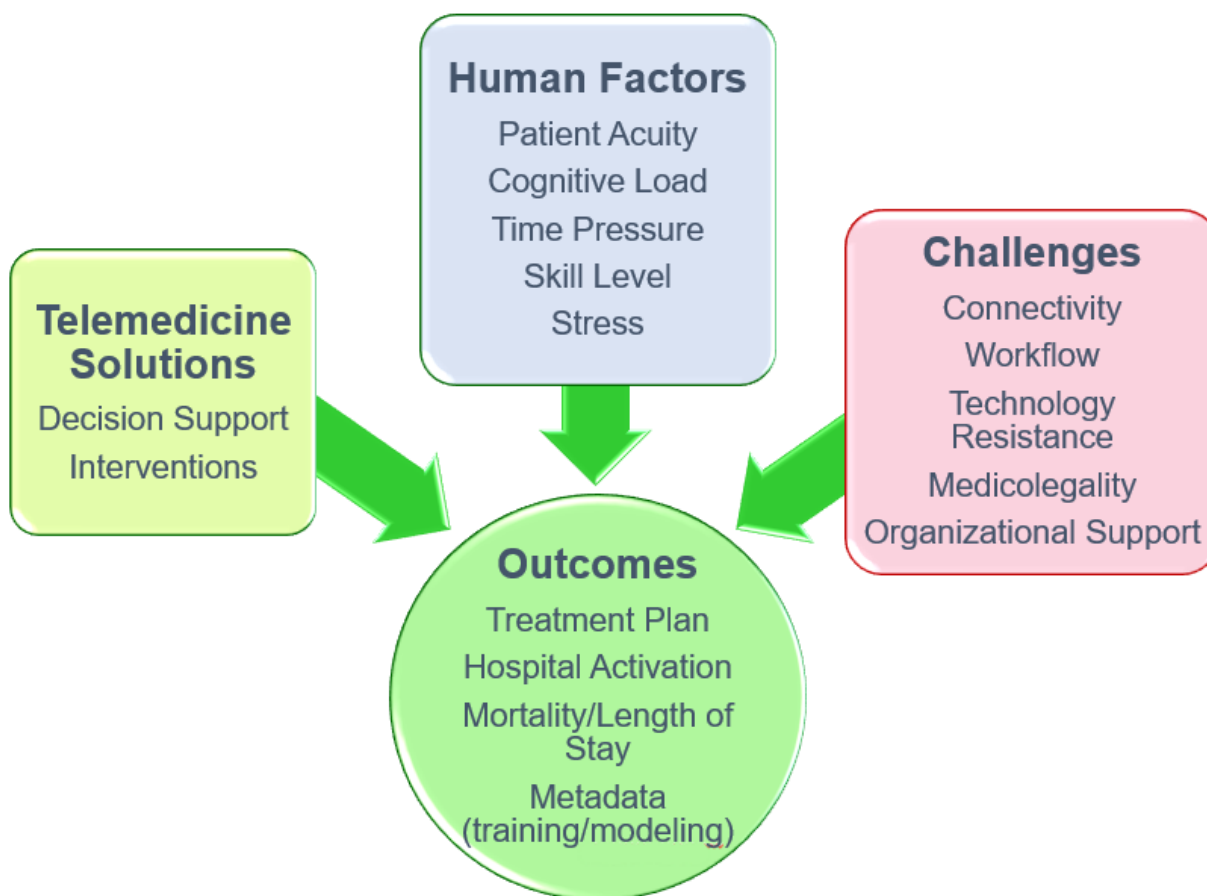 Human Factors
Patient Acuity
Cognitive Load
Time Pressure
Skill Level
Stress
Telemedicine
Solutions
Decision Support
Interventions
Challenges
Connectivity
Workflow
Technology
Resistance
Medicolegality
Organizational Support
Outcomes
Treatment Plan
Hospital Activation
Mortality/Length of
Stay
Metadata
(training/modeling)